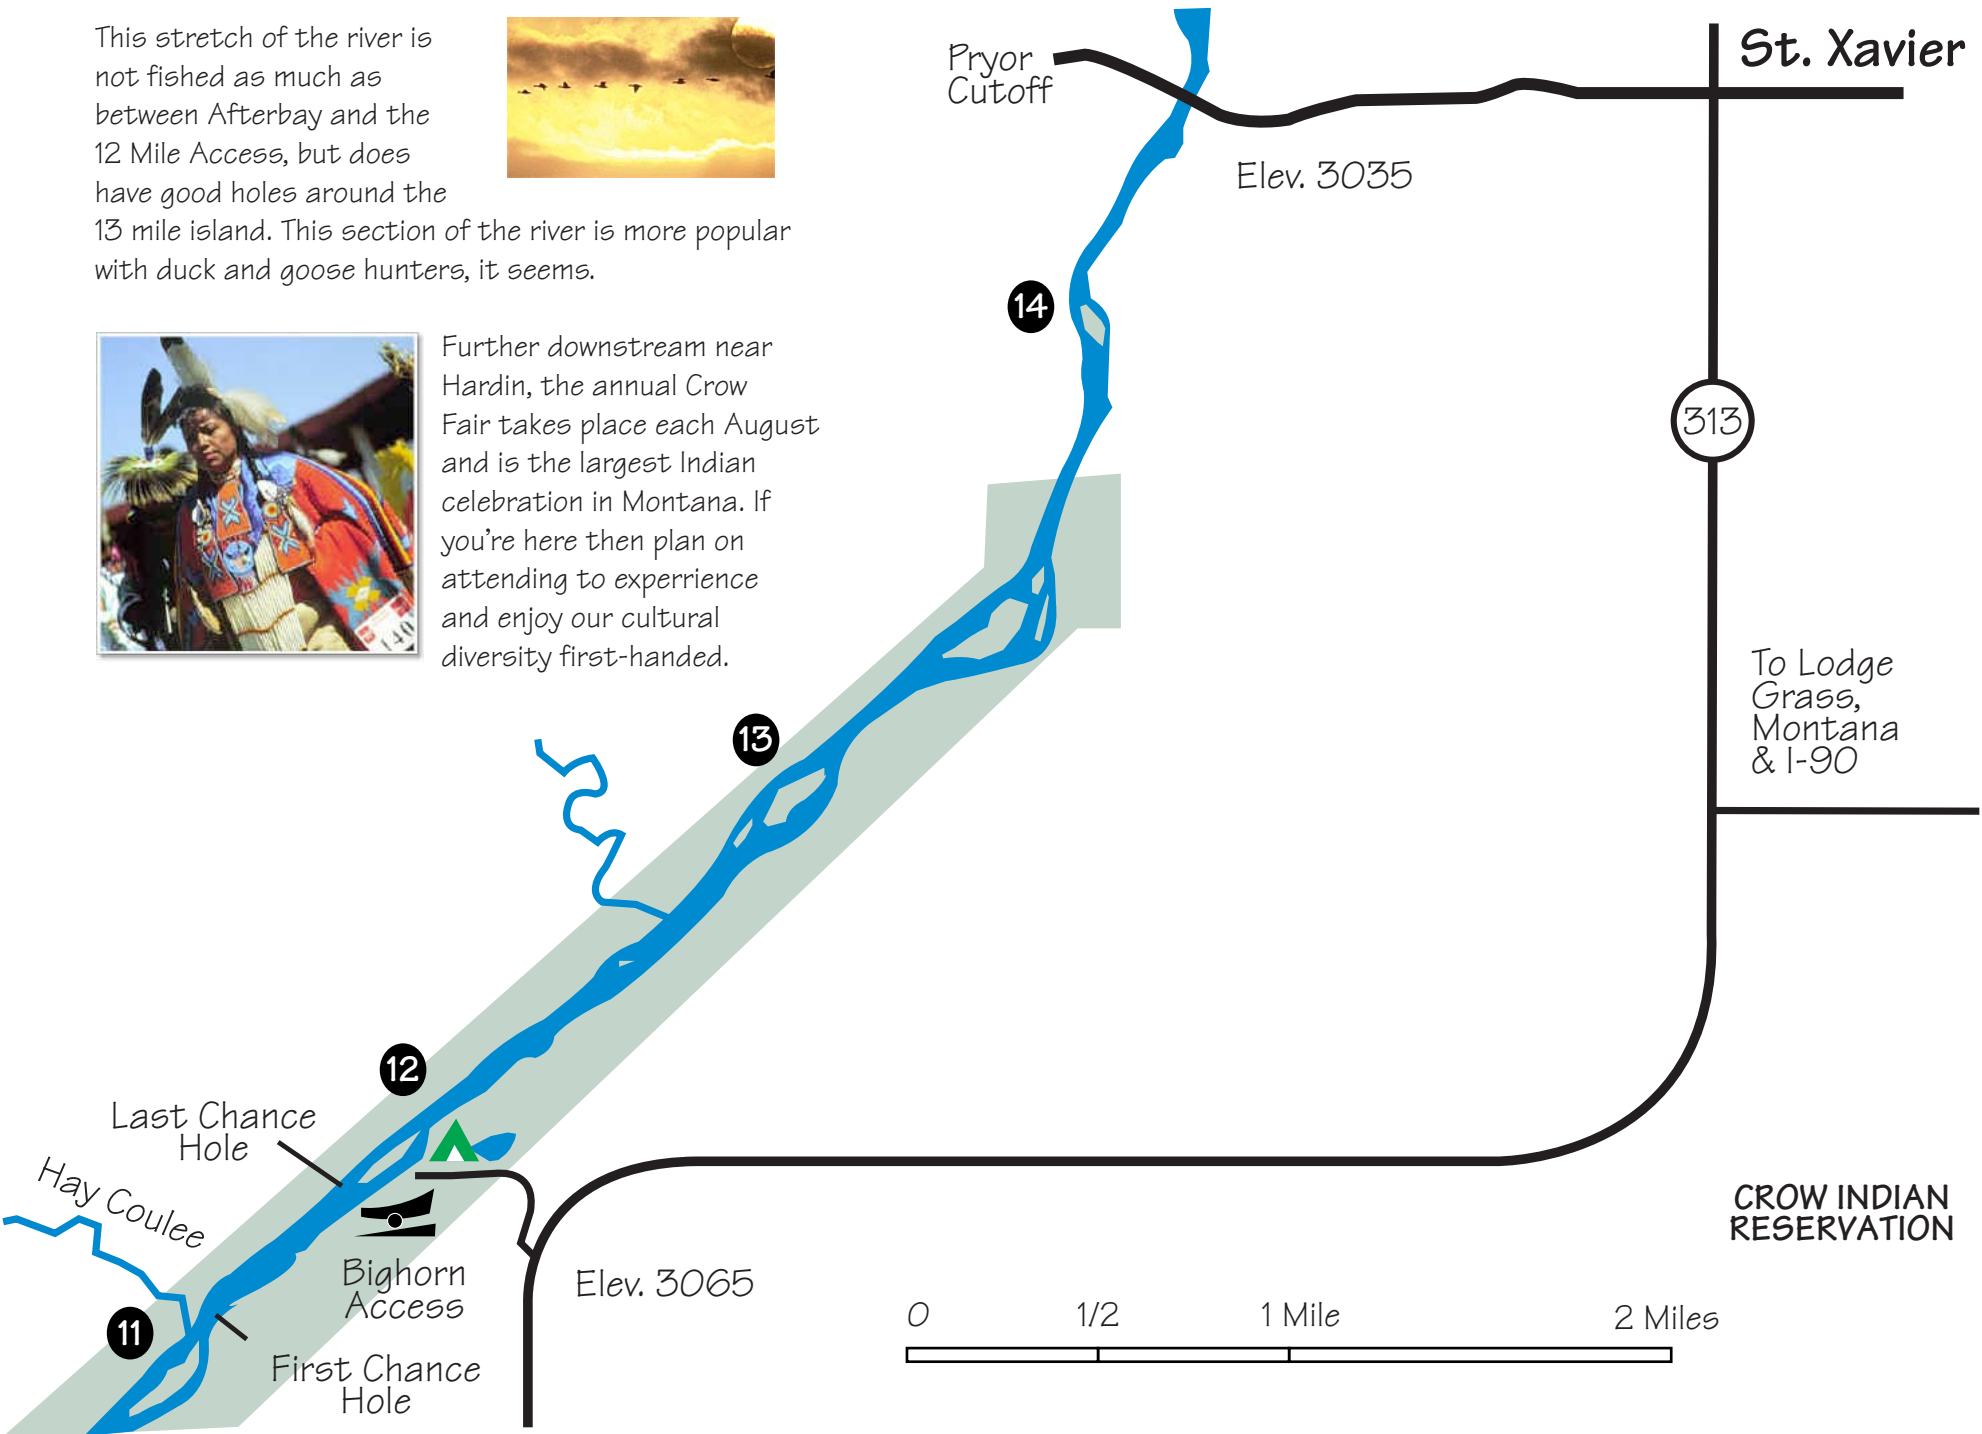 This stretch of the river is
not fished as much as
between Afterbay and the
12 Mile Access, but does
have good holes around the
13 mile island. This section of the river is more popular
with duck and goose hunters, it seems.
Further downstream near
Hardin, the annual Crow
Fair takes place each August
and is the largest Indian
celebration in Montana. If
you're here then plan on
attending to experrience
and enjoy our cultural
diversity first-handed.
140
Pryor
Cutoff
St. Xavier
Elev. 3035
14
313
To Lodge
Grass,
Montana
& I-90
13
12
Last Chance
Hole
Hay Coulee
Bighorn
Access
11
First Chance
Hole
Elev. 3065
CROW INDIAN
RESERVATION
0 1/2 1 Mile 2 Miles